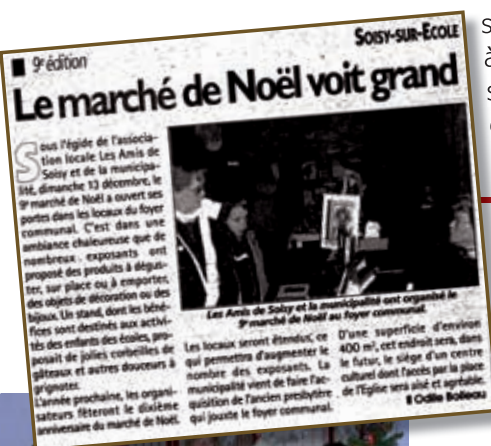 ■ 9ᵉ édition
SOISY-SUR-ECOLE
Le marché de Noël voit grand
Sous l'égide de l'associa-
tion locale Les Amis de
Soisy et de la municipa-
lité, dimanche 13 décembre, le
9ᵉ marché de Noël a ouvert ses
portes dans les locaux du foyer
communal. C'est dans une
ambiance chaleureuse que de
nombreux exposants ont
proposé des produits à dégus-
ter, sur place ou à emporter,
des objets de décoration ou des
bijoux. Un stand, dont les béné-
fices sont destinés aux activi-
tés des enfants des écoles, pro-
posait de jolies corbeilles de
gâteaux et autres douceurs à
grignoter.
L'année prochaine, les organi-
sateurs fêteront le dixième
anniversaire du marché de Noël.
Les Amis de Soisy et la municipalité ont organisé le
9ᵉ marché de Noël au foyer communal.
Les locaux seront étendus, ce
qui permettra d'augmenter le
nombre des exposants. La
municipalité vient de faire l'ac-
quisition de l'ancien presbytère
qui jouxte le foyer communal.
D'une superficie d'environ
400 m², cet endroit sera, dans
le futur, le siège d'un centre
culturel dont l'accès par la place
de l'Eglise sera aisé et agréable.
■ Odile Boileau